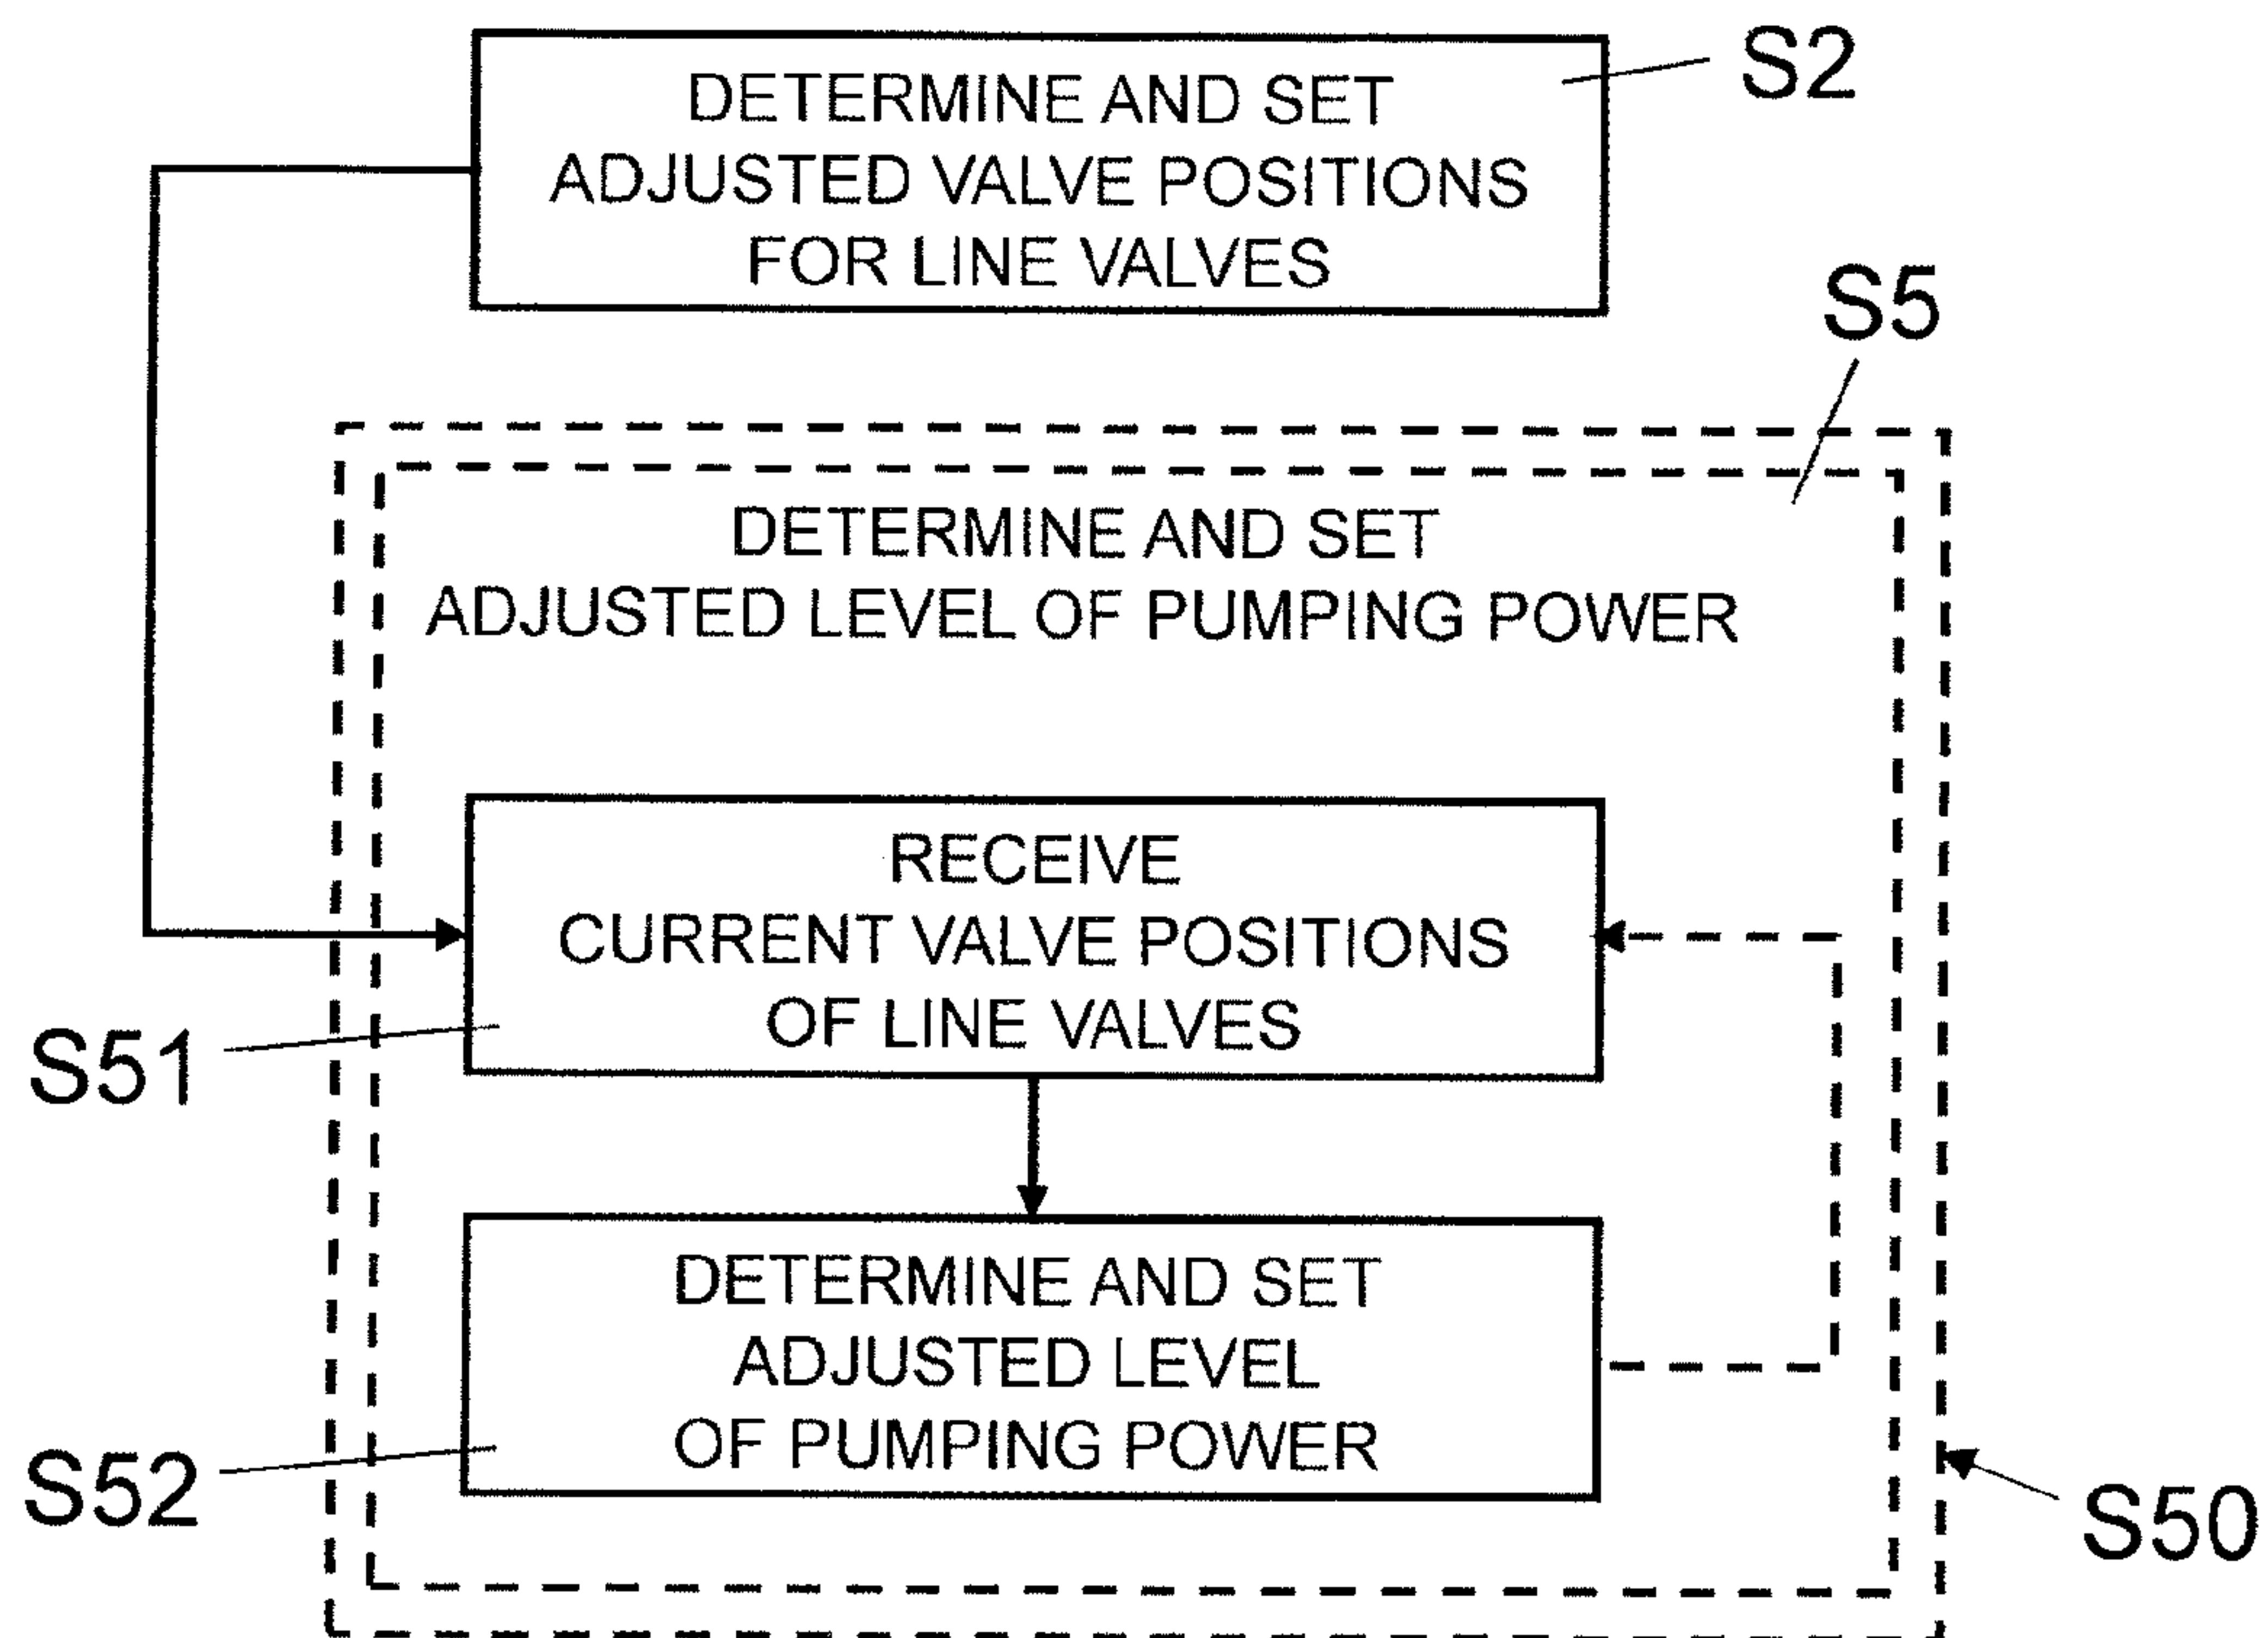 DETERMINE AND SET
ADJUSTED VALVE POSITIONS
FOR LINE VALVES
S2
S5
DETERMINE AND SET
ADJUSTED LEVEL OF PUMPING POWER
RECEIVE
CURRENT VALVE POSITIONS
OF LINE VALVES
S51
DETERMINE AND SET
ADJUSTED LEVEL
OF PUMPING POWER
S52
S50